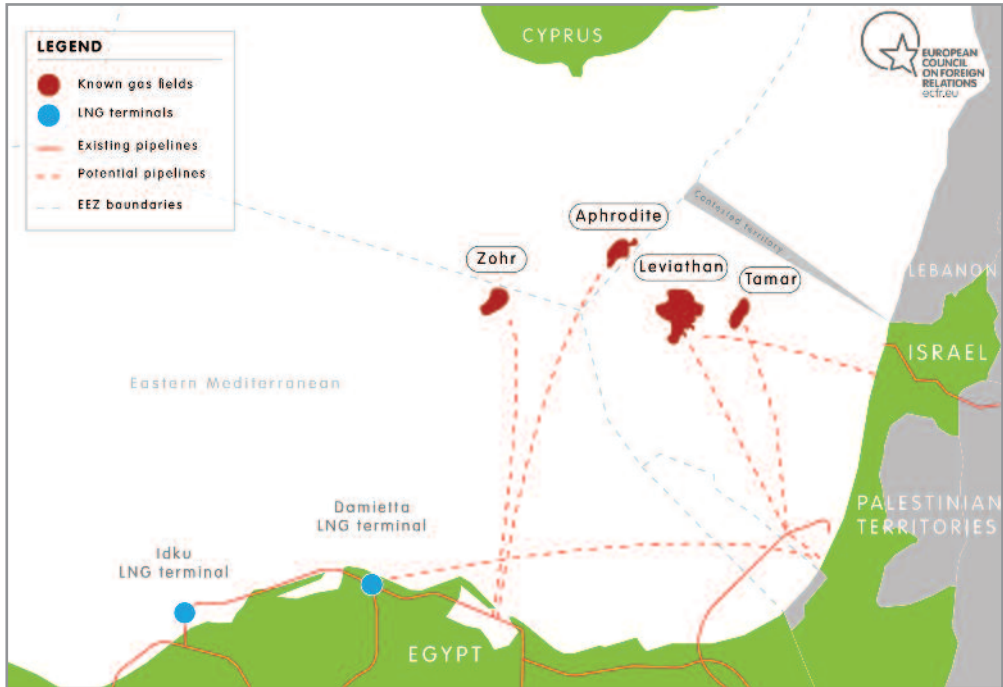 LEGEND
Known gas fields
LNG terminals
Existing pipelines
Potential pipelines
EEZ boundaries
CYPRUS
EUROPEAN
COUNCIL
ON FOREIGN
RELATIONS
ecfr.eu
Contested territory
Aphrodite
Zohr
Leviathan
Tamar
LEBANON
ISRAEL
Eastern Mediterranean
PALESTINIAN
TERRITORIES
Damietta
LNG terminal
Idku
LNG terminal
EGYPT